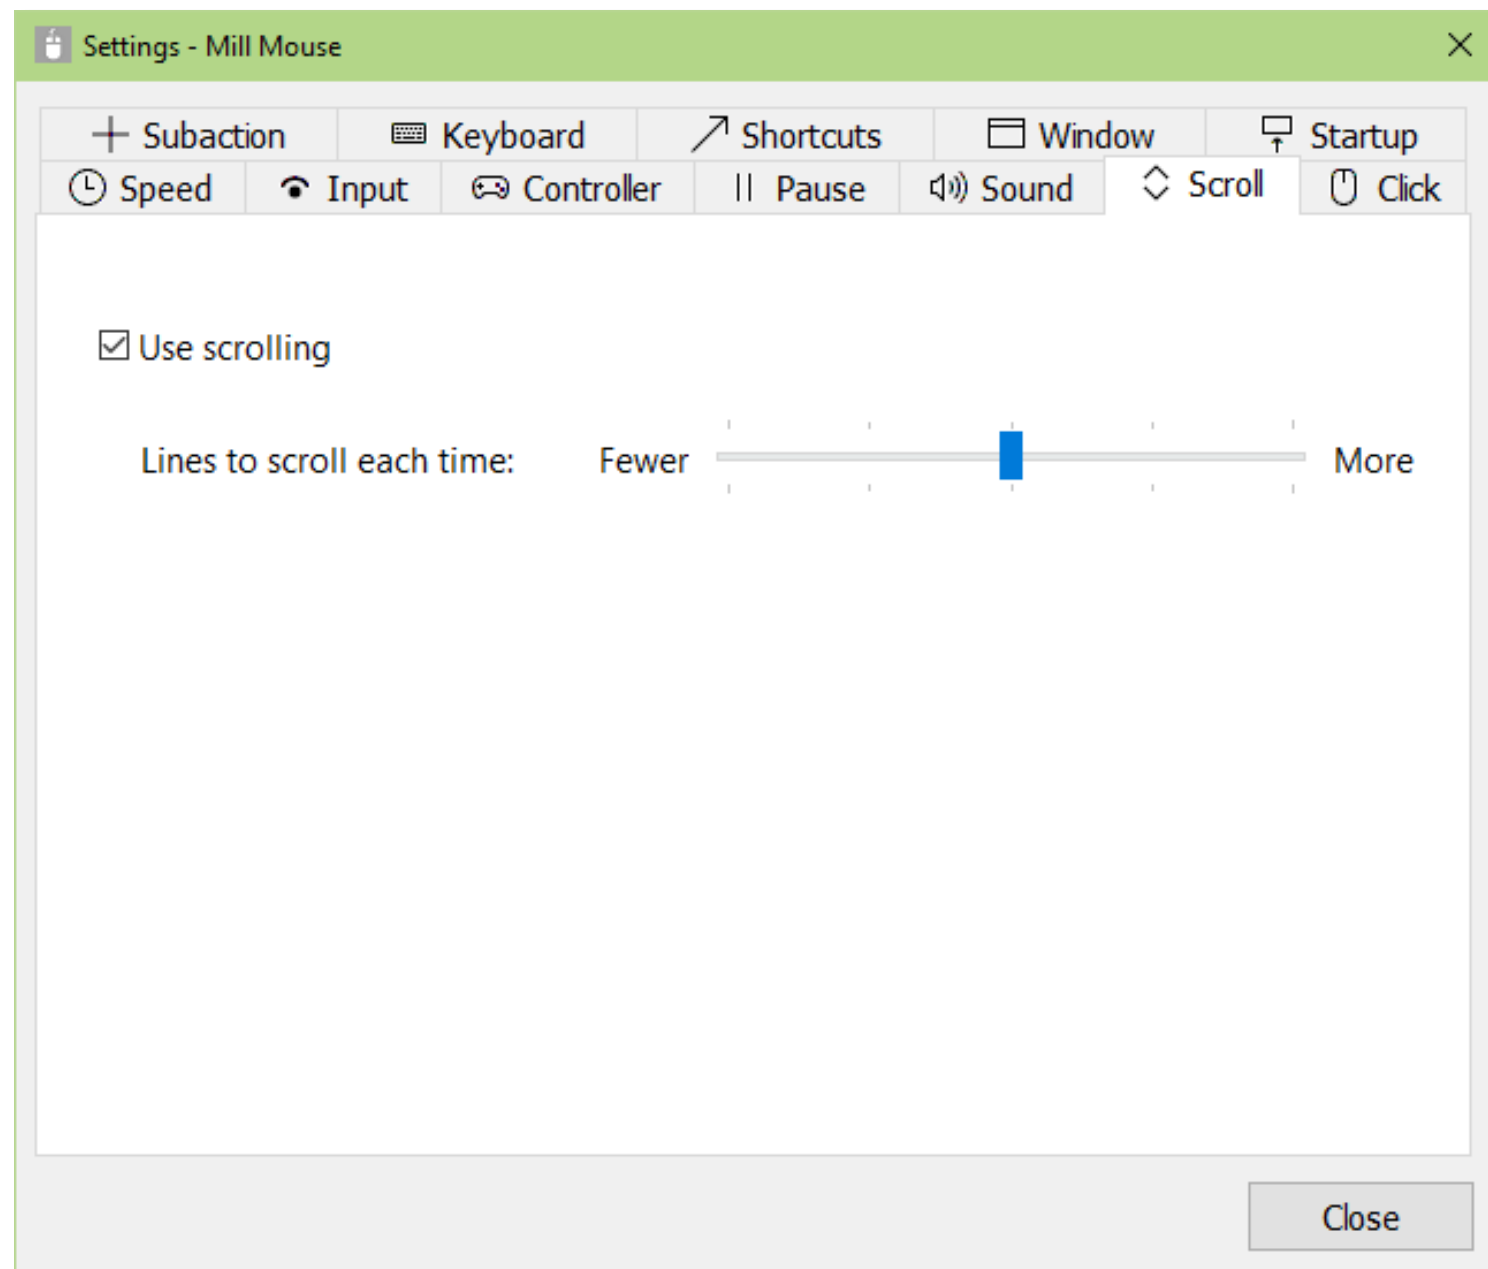 Settings - Mill Mouse
Subaction Keyboard Shortcuts Window Startup
Speed Input Controller Pause Sound Scroll Click
Use scrolling
Lines to scroll each time: Fewer More
Close